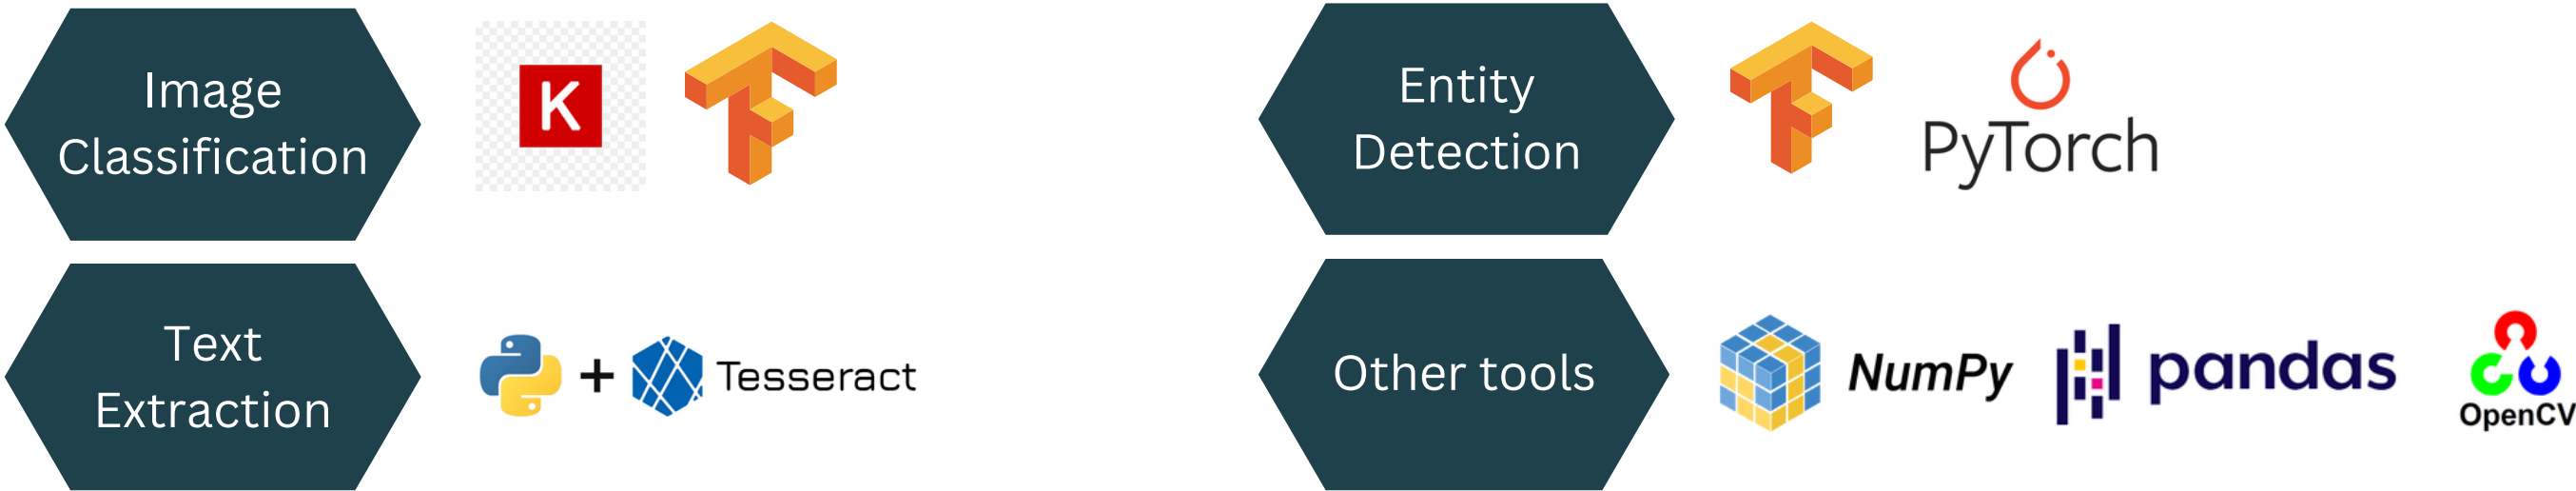 Image
Classification
K
Entity
Detection
PyTorch
Text
Extraction
+ Tesseract
Other tools
NumPy
pandas
OpenCV